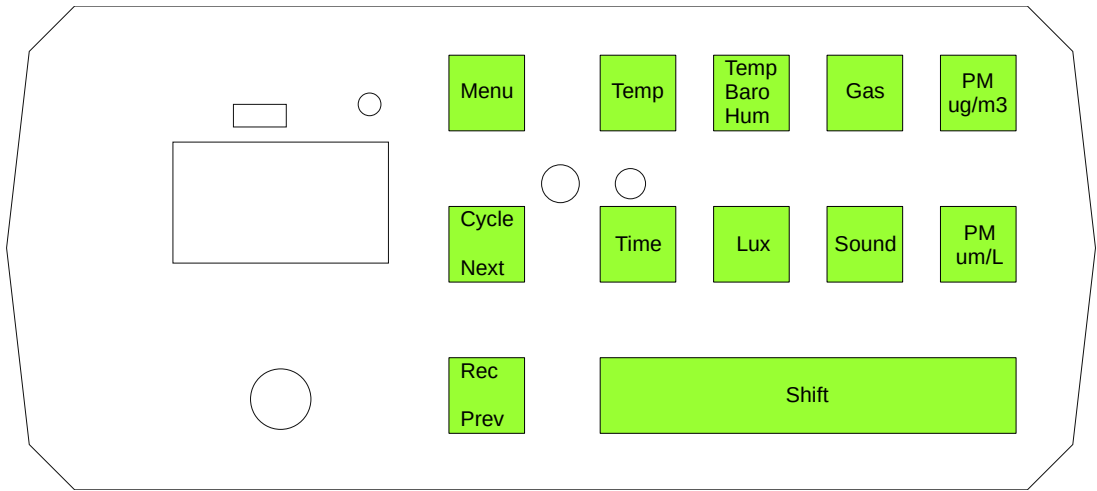 Menu
Temp
Temp
Baro
Hum
Gas
PM
ug/m3
Cycle
Next
Time
Lux
Sound
PM
um/L
Rec
Prev
Shift